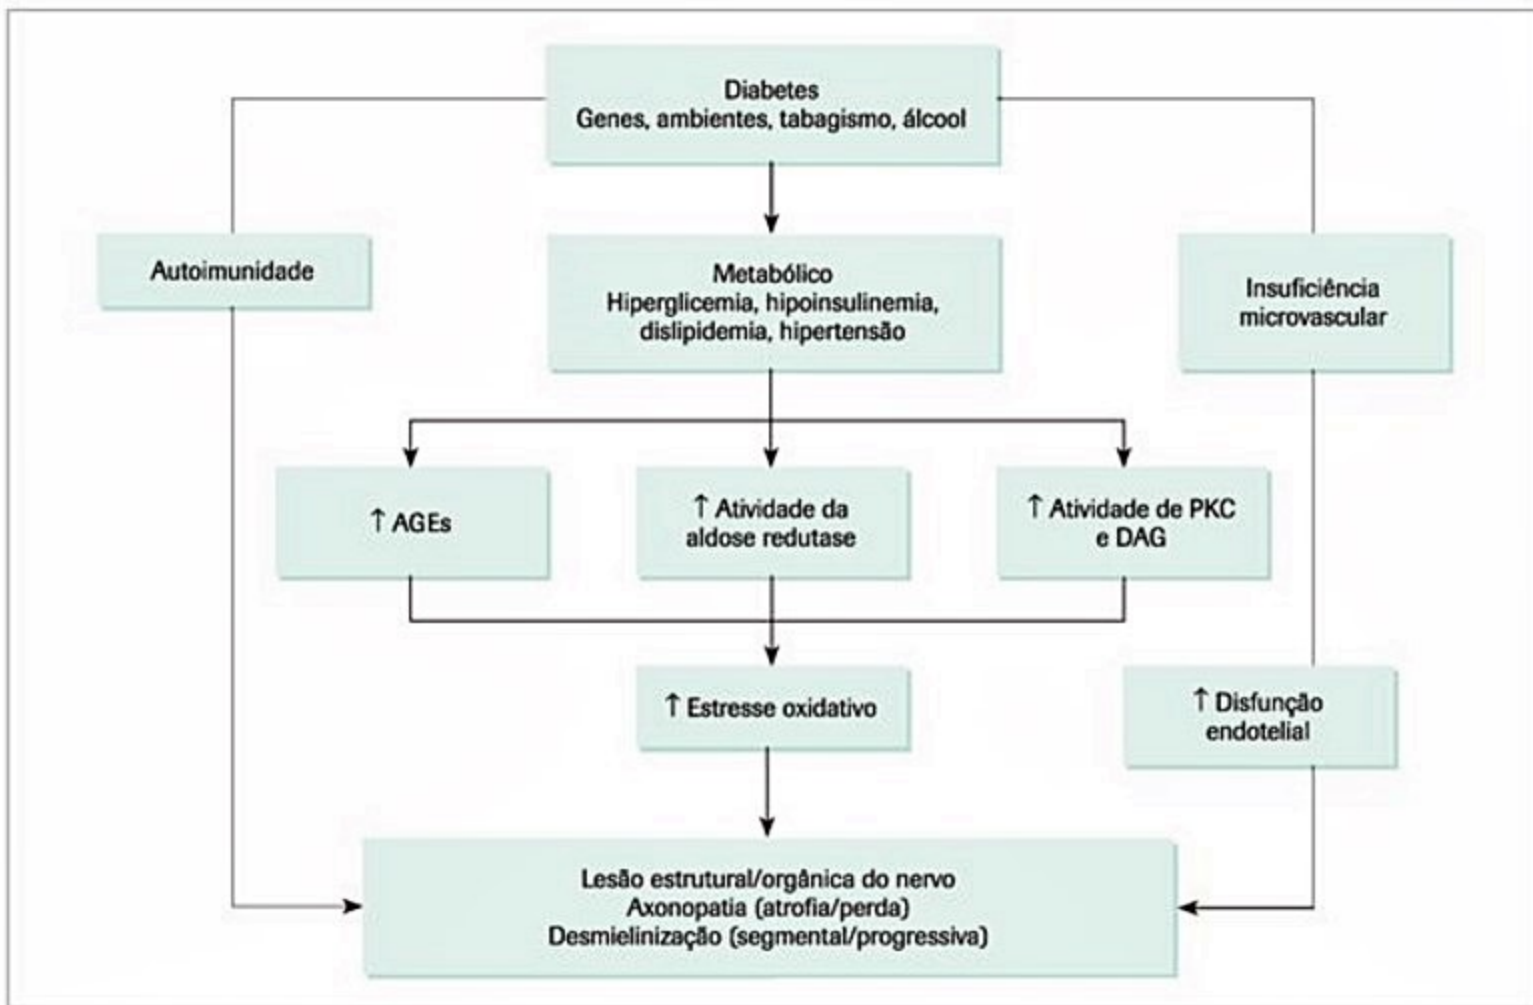 Diabetes
Genes, ambientes, tabagismo, álcool
Autoimunidade
Metabólico
Hiperglicemia, hipoinsulinemia,
dislipidemia, hipertensão
Insuficiência
microvascular
↑ AGEs
↑ Atividade da
aldose redutase
↑ Atividade de PKC
e DAG
↑ Estresse oxidativo
↑ Disfunção
endotelial
Lesão estrutural/orgânica do nervo
Axonopatia (atrofia/perda)
Desmielinização (segmental/progressiva)